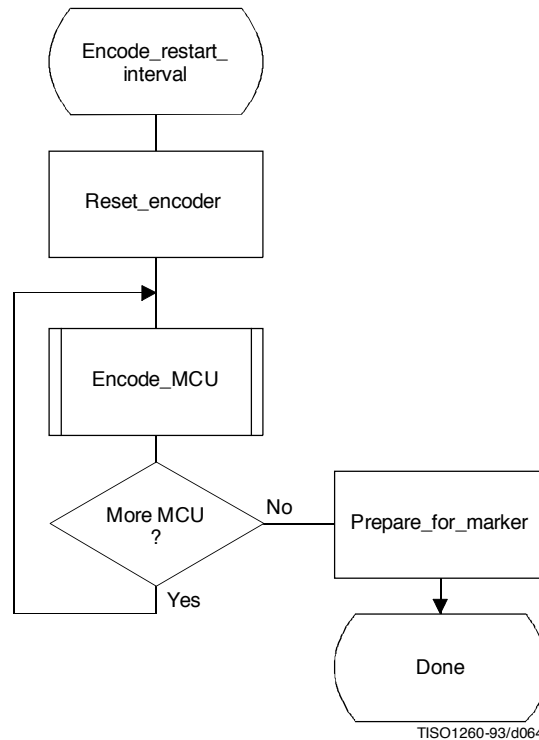 Encode_restart_
interval
Reset_encoder
Encode_MCU
More MCU
?
No
Prepare_for_marker
Yes
Done
TISO1260-93/d064